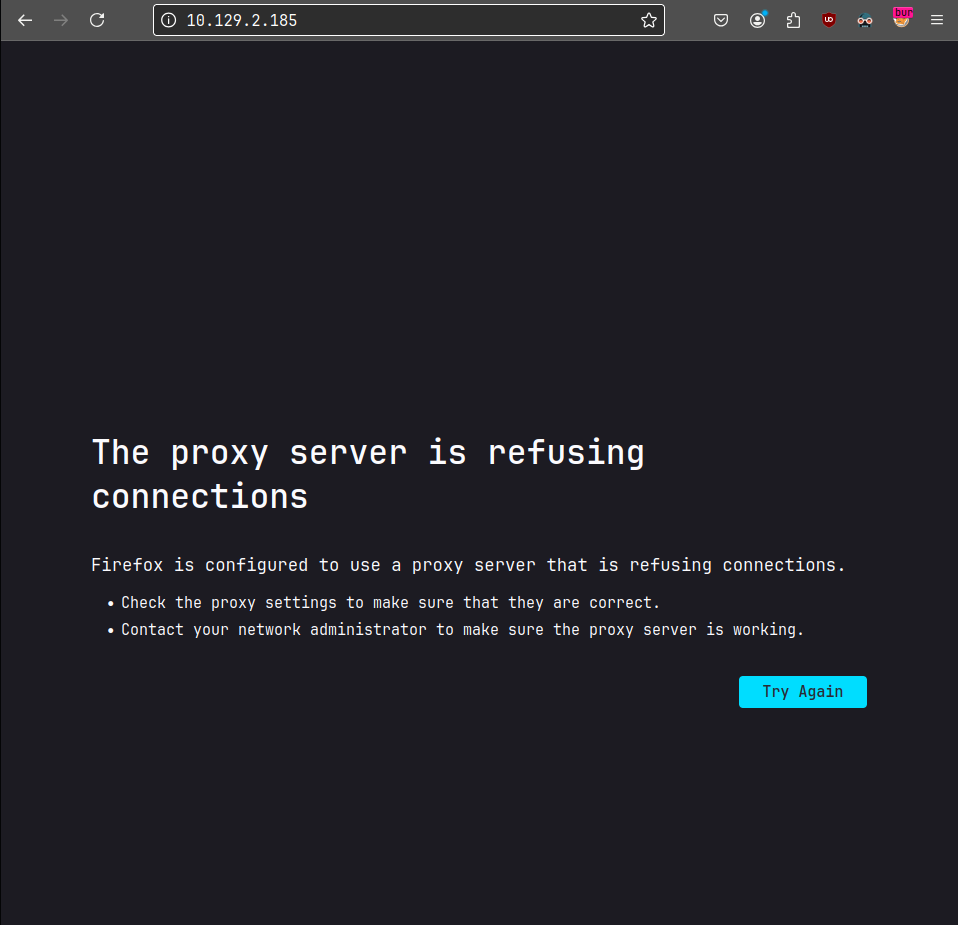 10.129.2.185
bur
The proxy server is refusing
connections
Firefox is configured to use a proxy server that is refusing connections.
• Check the proxy settings to make sure that they are correct.
• Contact your network administrator to make sure the proxy server is working.
Try Again